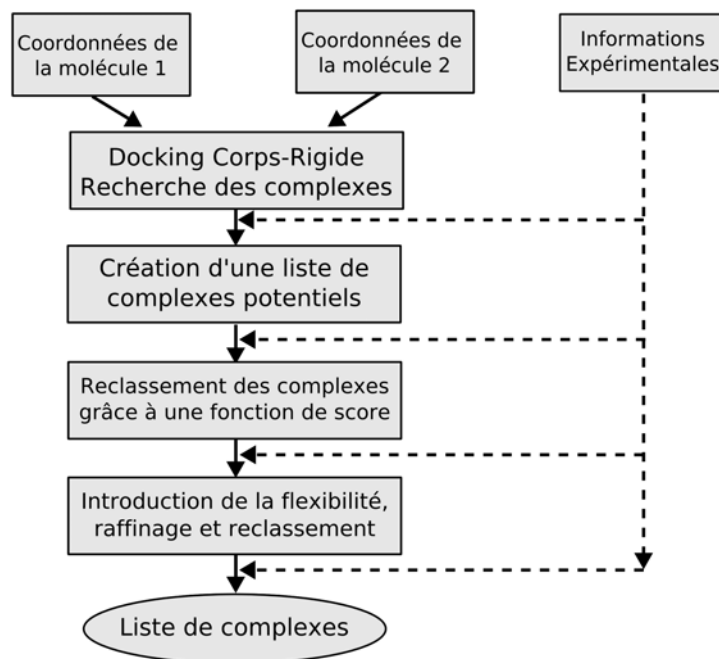 Coordonnées de
la molécule 1
Coordonnées de
la molécule 2
Informations
Expérimentales
Docking Corps-Rigide
Recherche des complexes
Création d'une liste de
complexes potentiels
Reclassement des complexes
grâce à une fonction de score
Introduction de la flexibilité,
raffinage et reclassement
Liste de complexes